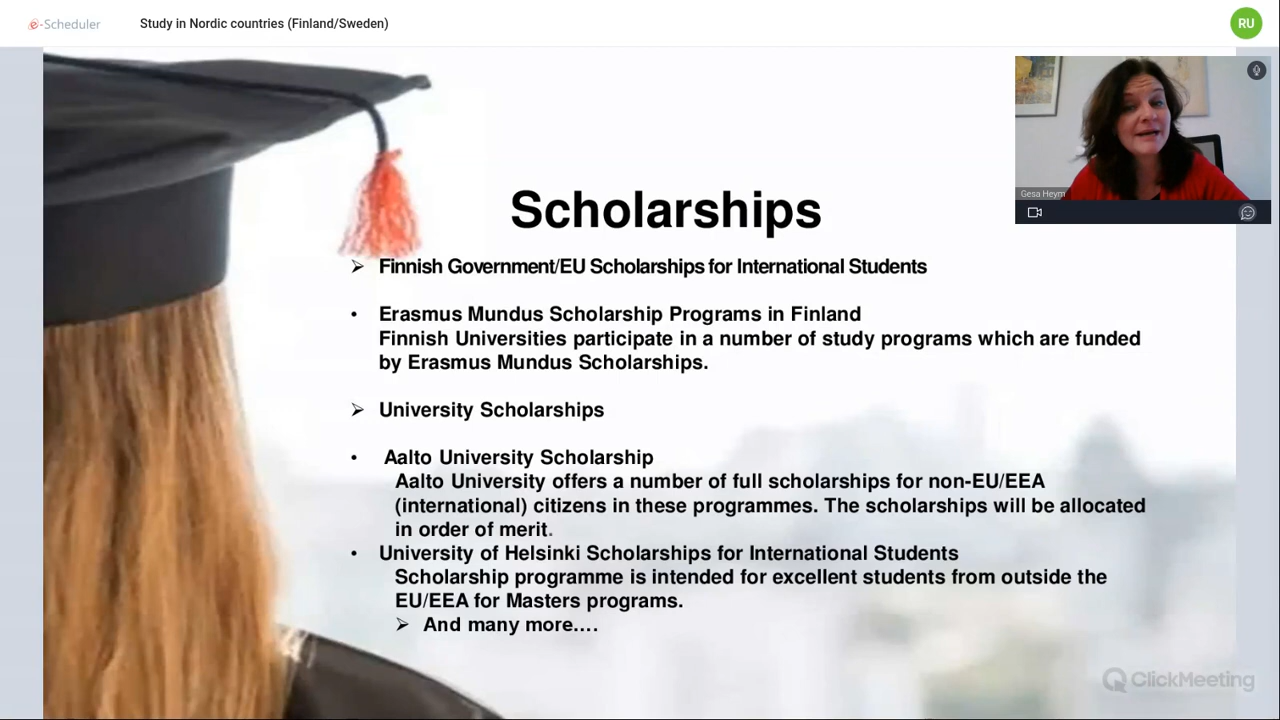 e-Scheduler
Study in Nordic countries (Finland/Sweden)
RU
Gesa Heym
Scholarships
➢ Finnish Government/EU Scholarships for International Students
• Erasmus Mundus Scholarship Programs in Finland
Finnish Universities participate in a number of study programs which are funded
by Erasmus Mundus Scholarships.
➢ University Scholarships
• Aalto University Scholarship
Aalto University offers a number of full scholarships for non-EU/EEA
(international) citizens in these programmes. The scholarships will be allocated
in order of merit.
• University of Helsinki Scholarships for International Students
Scholarship programme is intended for excellent students from outside the
EU/EEA for Masters programs.
➢ And many more....
ClickMeeting